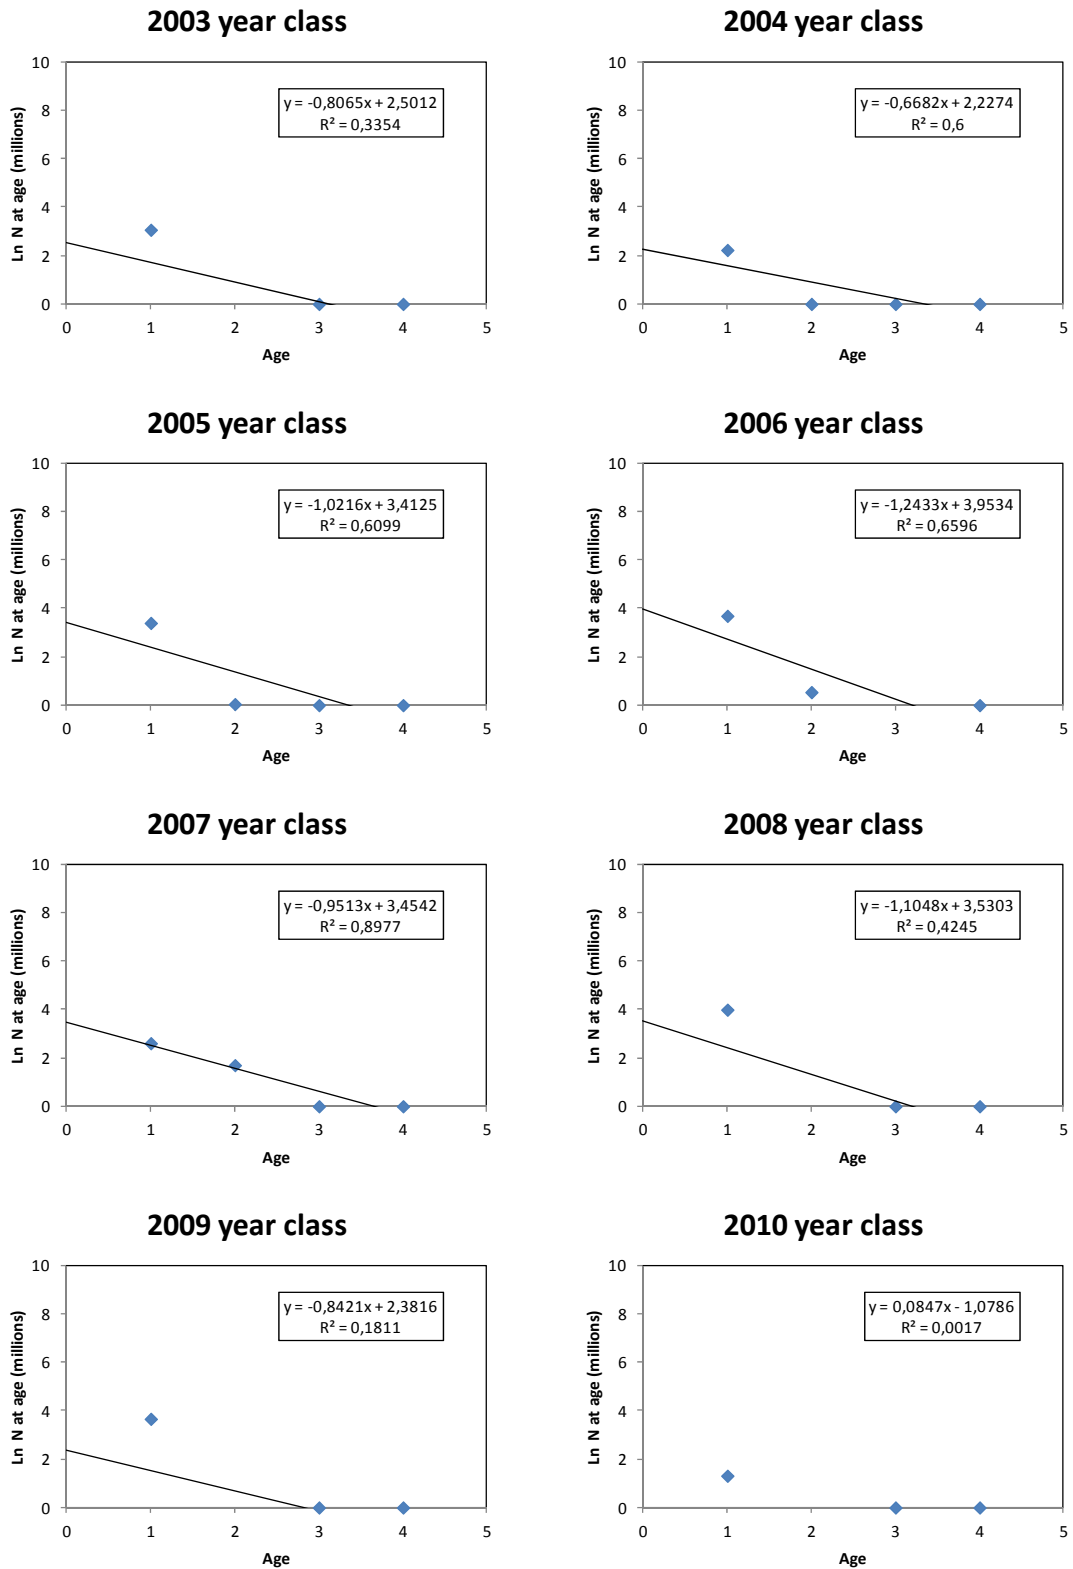 2003 year class
Ln N at age (millions)
10
8
6
4
2
0
y = -0,8065x + 2,5012
R² = 0,3354
0 1 2 3 4 5
Age
2004 year class
Ln N at age (millions)
10
8
6
4
2
0
y = -0,6682x + 2,2274
R² = 0,6
0 1 2 3 4 5
Age
2005 year class
Ln N at age (millions)
10
8
6
4
2
0
y = -1,0216x + 3,4125
R² = 0,6099
0 1 2 3 4 5
Age
2006 year class
Ln N at age (millions)
10
8
6
4
2
0
y = -1,2433x + 3,9534
R² = 0,6596
0 1 2 3 4 5
Age
2007 year class
Ln N at age (millions)
10
8
6
4
2
0
y = -0,9513x + 3,4542
R² = 0,8977
0 1 2 3 4 5
Age
2008 year class
Ln N at age (millions)
10
8
6
4
2
0
y = -1,1048x + 3,5303
R² = 0,4245
0 1 2 3 4 5
Age
2009 year class
Ln N at age (millions)
10
8
6
4
2
0
y = -0,8421x + 2,3816
R² = 0,1811
0 1 2 3 4 5
Age
2010 year class
Ln N at age (millions)
10
8
6
4
2
0
y = 0,0847x - 1,0786
R² = 0,0017
0 1 2 3 4 5
Age